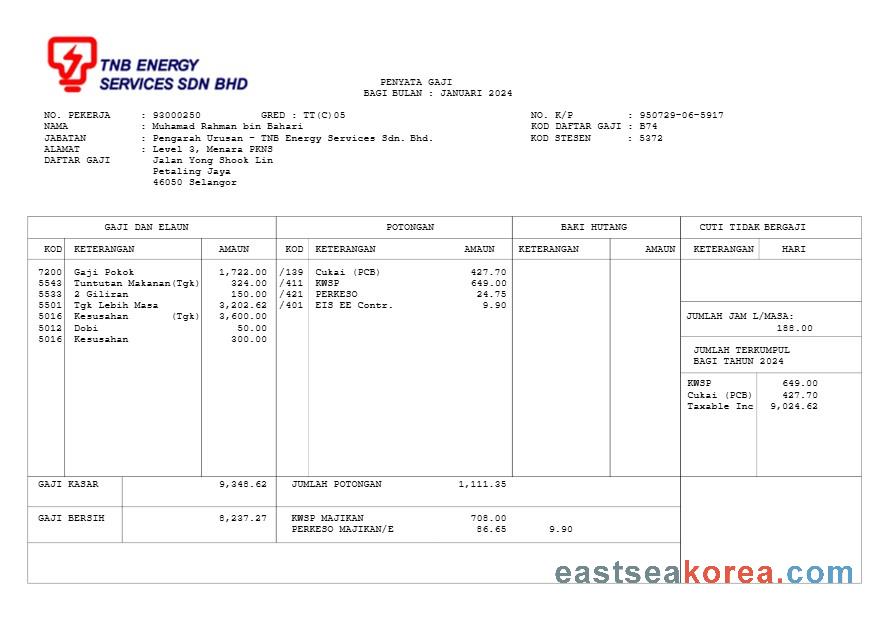 TNB ENERGY
SERVICES SDN BHD
PENYATA GAJI
BAGI BULAN : JANUARI 2024
NO. PEKERJA : 93000250 GRED : TT(C)05 NO. K/P : 950729-06-5917
NAMA : Muhamad Rahman bin Bahari KOD DAFTAR GAJI : B74
JABATAN : Pengarah Urusan - TNB Energy Services Sdn. Bhd. KOD STESEN : 5372
ALAMAT : Level 3, Menara PKNS
DAFTAR GAJI Jalan Yong Shook Lin
Petaling Jaya
46050 Selangor
GAJI DAN ELAUN POTONGAN BAKI HUTANG CUTI TIDAK BERGAJI
KOD KETERANGAN AMAUN KOD KETERANGAN AMAUN KETERANGAN AMAUN KETERANGAN HARI
7200 Gaji Pokok 1,722.00 /139 Cukai (PCB) 427.70
5543 Tuntutan Makanan(Tgk) 324.00 /411 KWSP 649.00
5533 2 Giliran 150.00 /421 PERKESO 24.75
5501 Tgk Lebih Masa 3,202.62 /401 EIS EE Contr. 9.90
5016 Kesusahan (Tgk) 3,600.00
5012 Dobi 50.00
5016 Kesusahan 300.00
JUMLAH JAM L/MASA:
188.00
JUMLAH TERKUMPUL
BAGI TAHUN 2024
KWSP 649.00
Cukai (PCB) 427.70
Taxable Inc 9,024.62
GAJI KASAR 9,348.62 JUMLAH POTONGAN 1,111.35
GAJI BERSIH 8,237.27 KWSP MAJIKAN 708.00
PERKESO MAJIKAN/E 86.65 9.90
eastseakorea.com